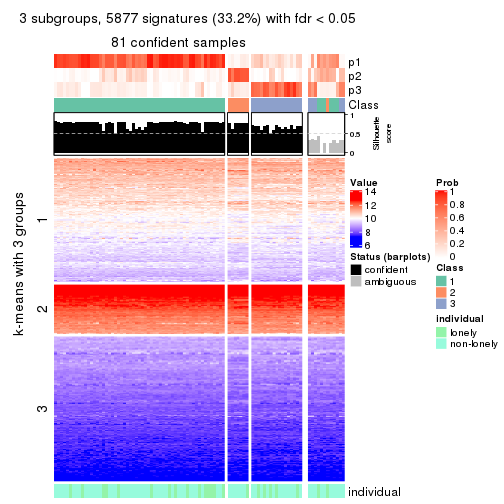 3 subgroups, 5877 signatures (33.2%) with fdr < 0.05
81 confident samples
p1
p2
p3
Class
1
0.5
0
Silhouette
score
k-means with 3 groups
1
2
3
individual
Value
14
12
10
8
6
Status (barplots)
confident
ambiguous
Prob
1
0.8
0.6
0.4
0.2
0
Class
1
2
3
individual
lonely
non-lonely